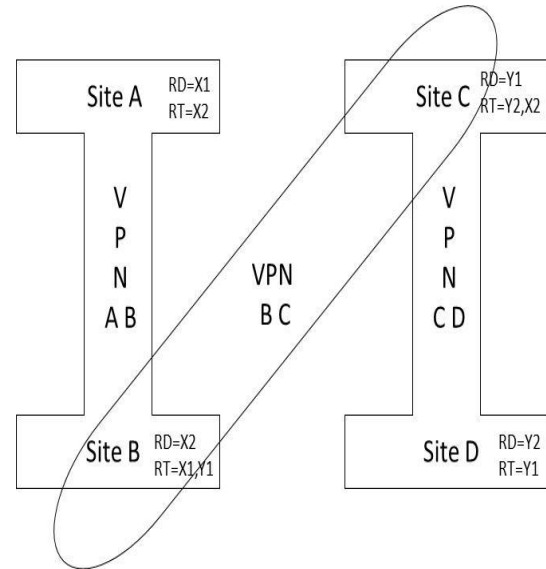 Site A
RD=X1
RT=X2
Site C
RD=Y1
RT=Y2,X2
V
P
N
A B
VPN
B C
V
P
N
C D
Site B
RD=X2
RT=X1,Y1
Site D
RD=Y2
RT=Y1